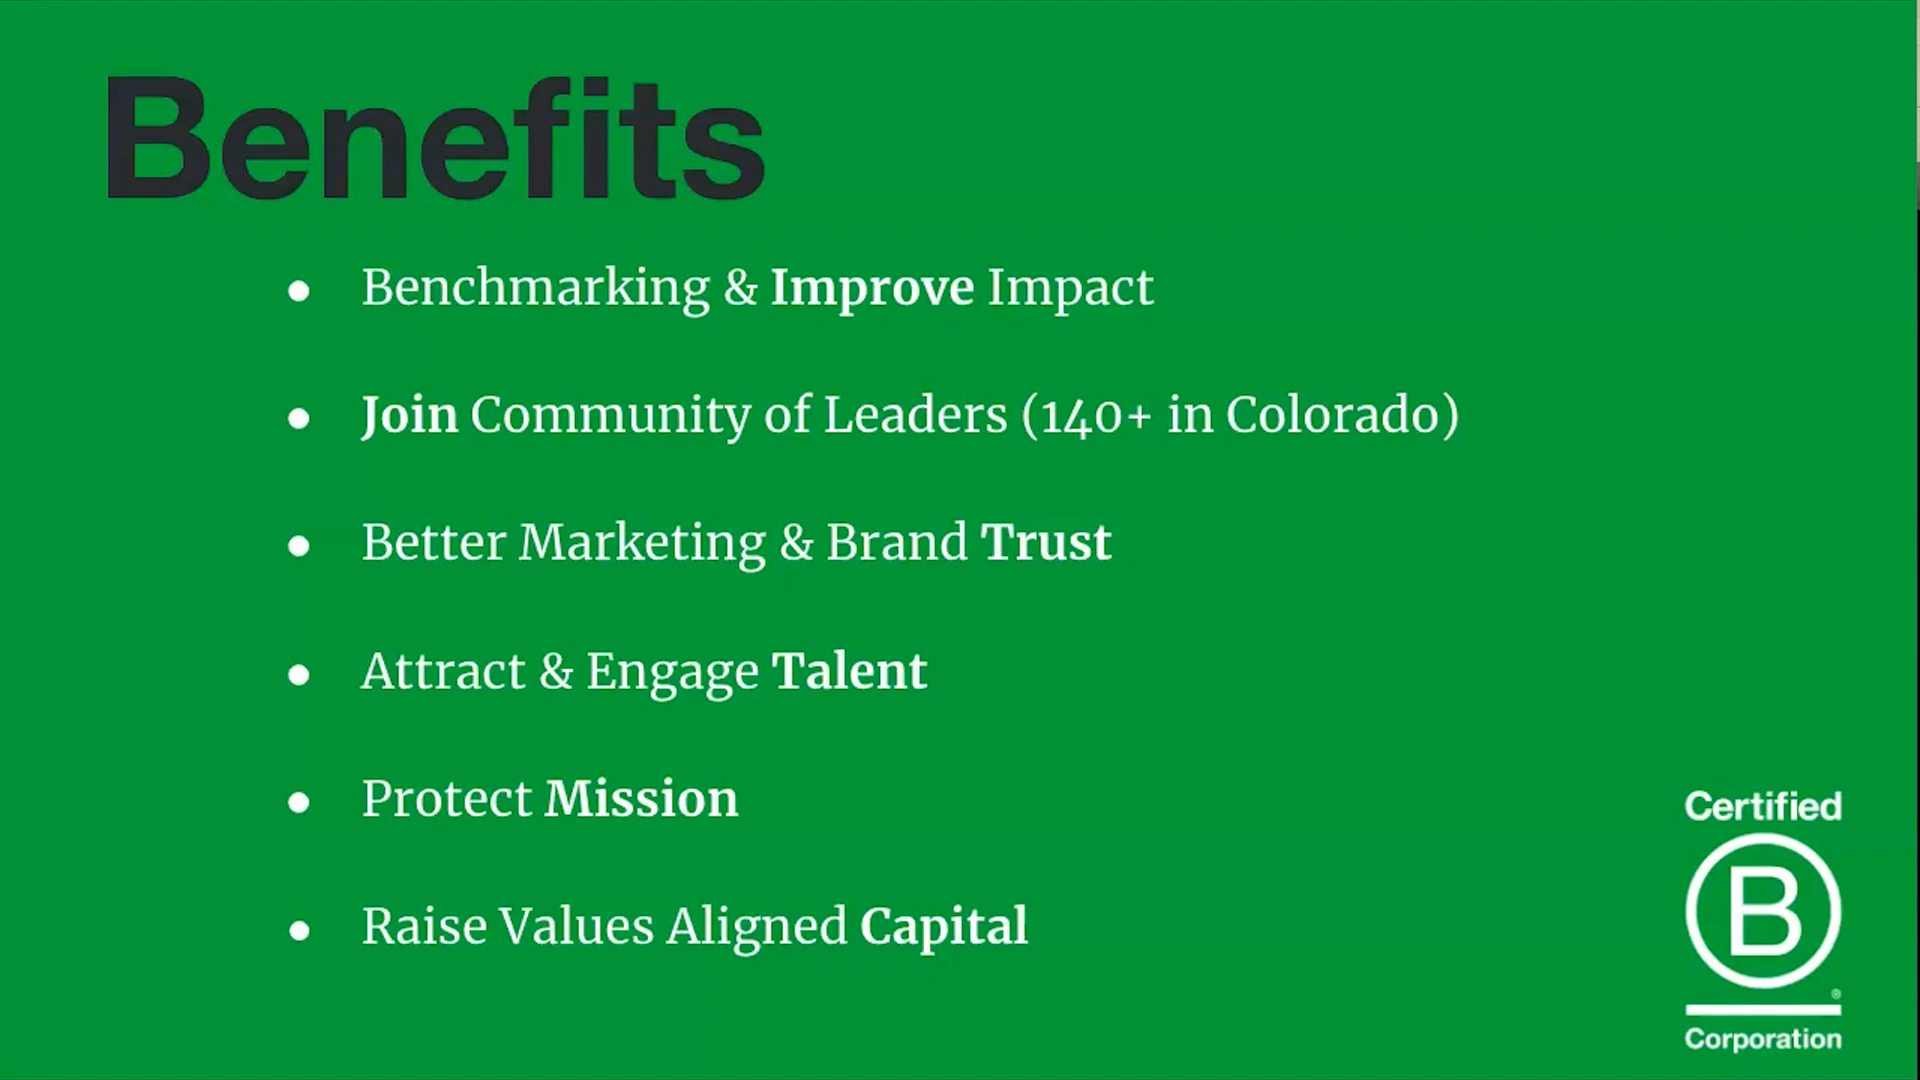 Benefits
● Benchmarking & Improve Impact
● Join Community of Leaders (140+ in Colorado)
● Better Marketing & Brand Trust
● Attract & Engage Talent
● Protect Mission
● Raise Values Aligned Capital
Certified
B
®
Corporation